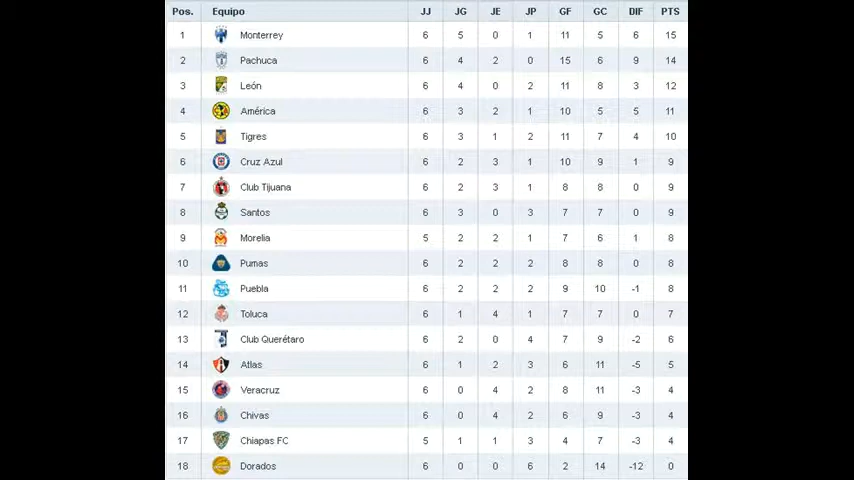 Pos. Equipo JJ JG JE JP GF GC DIF PTS
1 Monterrey 6 5 0 1 11 5 6 15
2 Pachuca 6 4 2 0 15 6 9 14
3 León 6 4 0 2 11 8 3 12
4 América 6 3 2 1 10 5 5 11
5 Tigres 6 3 1 2 11 7 4 10
6 Cruz Azul 6 2 3 1 10 9 1 9
7 Club Tijuana 6 2 3 1 8 8 0 9
8 Santos 6 3 0 3 7 7 0 9
9 Morelia 5 2 2 1 7 6 1 8
10 Pumas 6 2 2 2 8 8 0 8
11 Puebla 6 2 2 2 9 10 -1 8
12 Toluca 6 1 4 1 7 7 0 7
13 Club Querétaro 6 2 0 4 7 9 -2 6
14 Atlas 6 1 2 3 6 11 -5 5
15 Veracruz 6 0 4 2 8 11 -3 4
16 Chivas 6 0 4 2 6 9 -3 4
17 Chiapas FC 5 1 1 3 4 7 -3 4
18 Dorados 6 0 0 6 2 14 -12 0